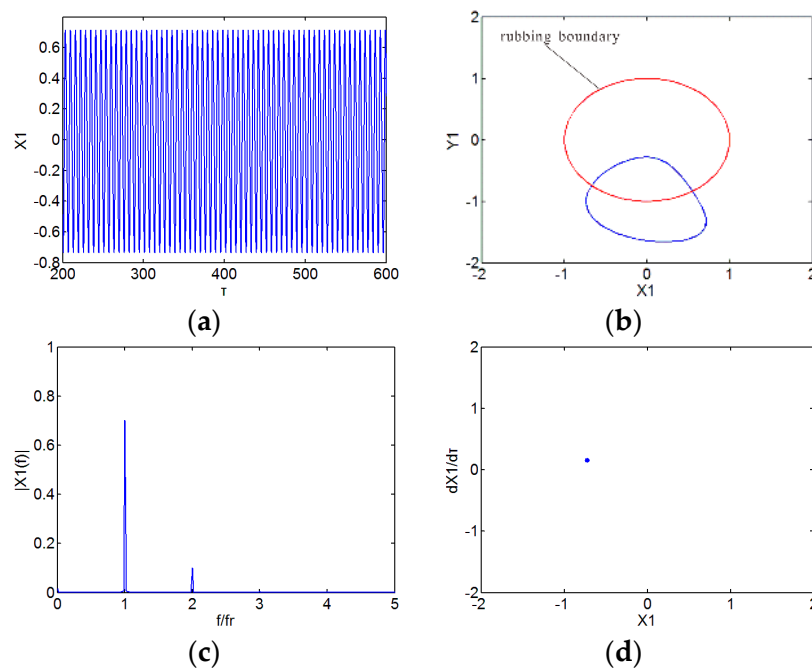 0.6
0.4
0.2
0
-0.2
-0.4
-0.6
-0.8
X1
200 300 400 500 600
τ
(a)
rubbing boundary
2
1
0
-1
-2
Y1
-2 -1 0 1 2
X1
(b)
1
0.8
0.6
0.4
0.2
0
|X1(f)|
0 1 2 3 4 5
f/fr
(c)
2
1
0
-1
-2
dX1/dτ
-2 -1 0 1 2
X1
(d)